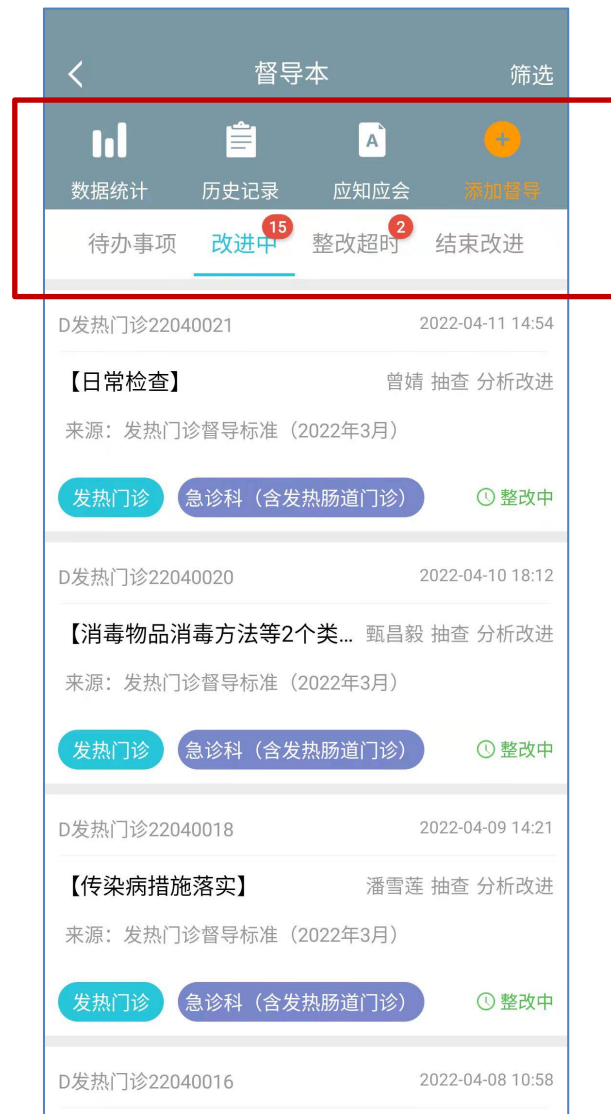 督导本 筛选
A +
数据统计 历史记录 应知应会 添加督导
待办事项 改进中 15 整改超时 2 结束改进
D发热门诊22040021 2022-04-11 14:54
【日常检查】 曾婧 抽查 分析改进
来源：发热门诊督导标准（2022年3月）
发热门诊 急诊科（含发热肠道门诊） 整改中
D发热门诊22040020 2022-04-10 18:12
【消毒物品消毒方法等2个类... 甄昌毅 抽查 分析改进
来源：发热门诊督导标准（2022年3月）
发热门诊 急诊科（含发热肠道门诊） 整改中
D发热门诊22040018 2022-04-09 14:21
【传染病措施落实】 潘雪莲 抽查 分析改进
来源：发热门诊督导标准（2022年3月）
发热门诊 急诊科（含发热肠道门诊） 整改中
D发热门诊22040016 2022-04-08 10:58